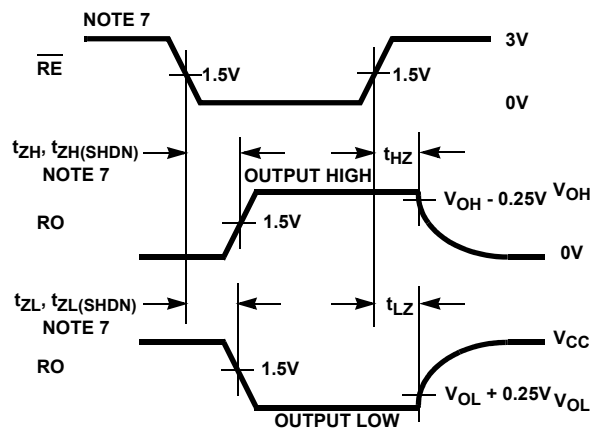 NOTE 7
3V
RE
1.5V
1.5V
0V
tZH, tZH(SHDN)
tHZ
NOTE 7
OUTPUT HIGH
VOH - 0.25V VOH
RO
1.5V
0V
tZL, tZL(SHDN)
tLZ
NOTE 7
VCC
RO
1.5V
VOL + 0.25V VOL
OUTPUT LOW